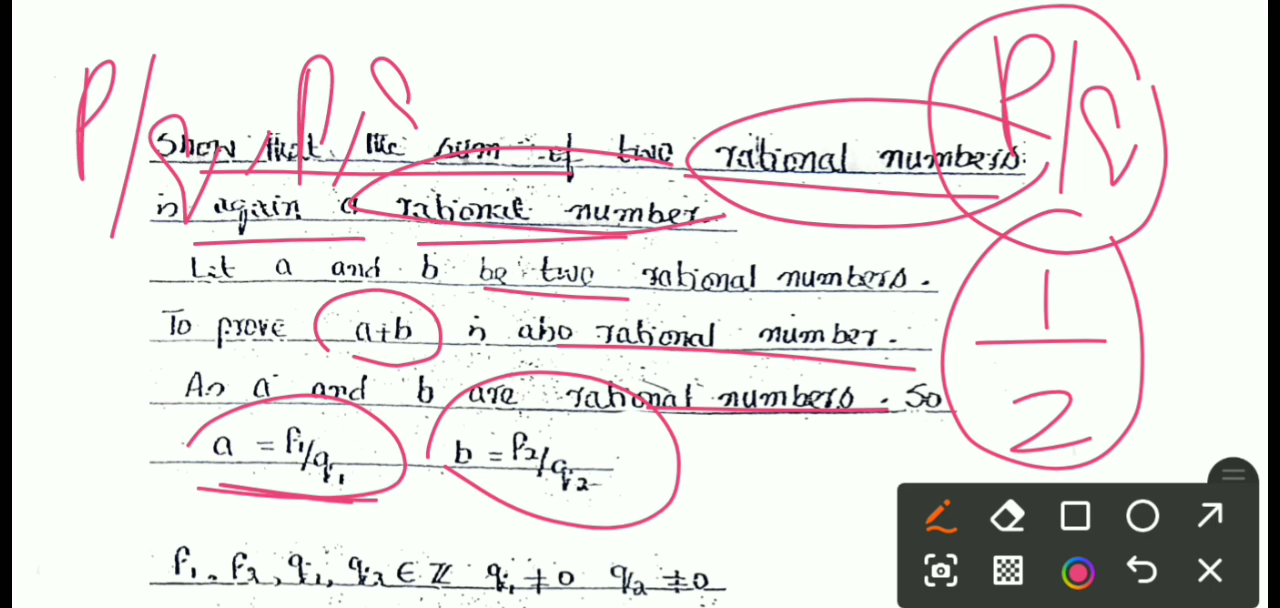 P/q, P/q
P/q
Show that the sum of two rational numbers
is again a rational number.
Let a and b be two rational numbers.
To prove a+b is also rational number.
As a and b are rational numbers. So
a = P₁/q₁ b = P₂/q₂
P₁, P₂, q₁, q₂ ∈ ℤ q₁ ≠ 0 q₂ ≠ 0
1
2